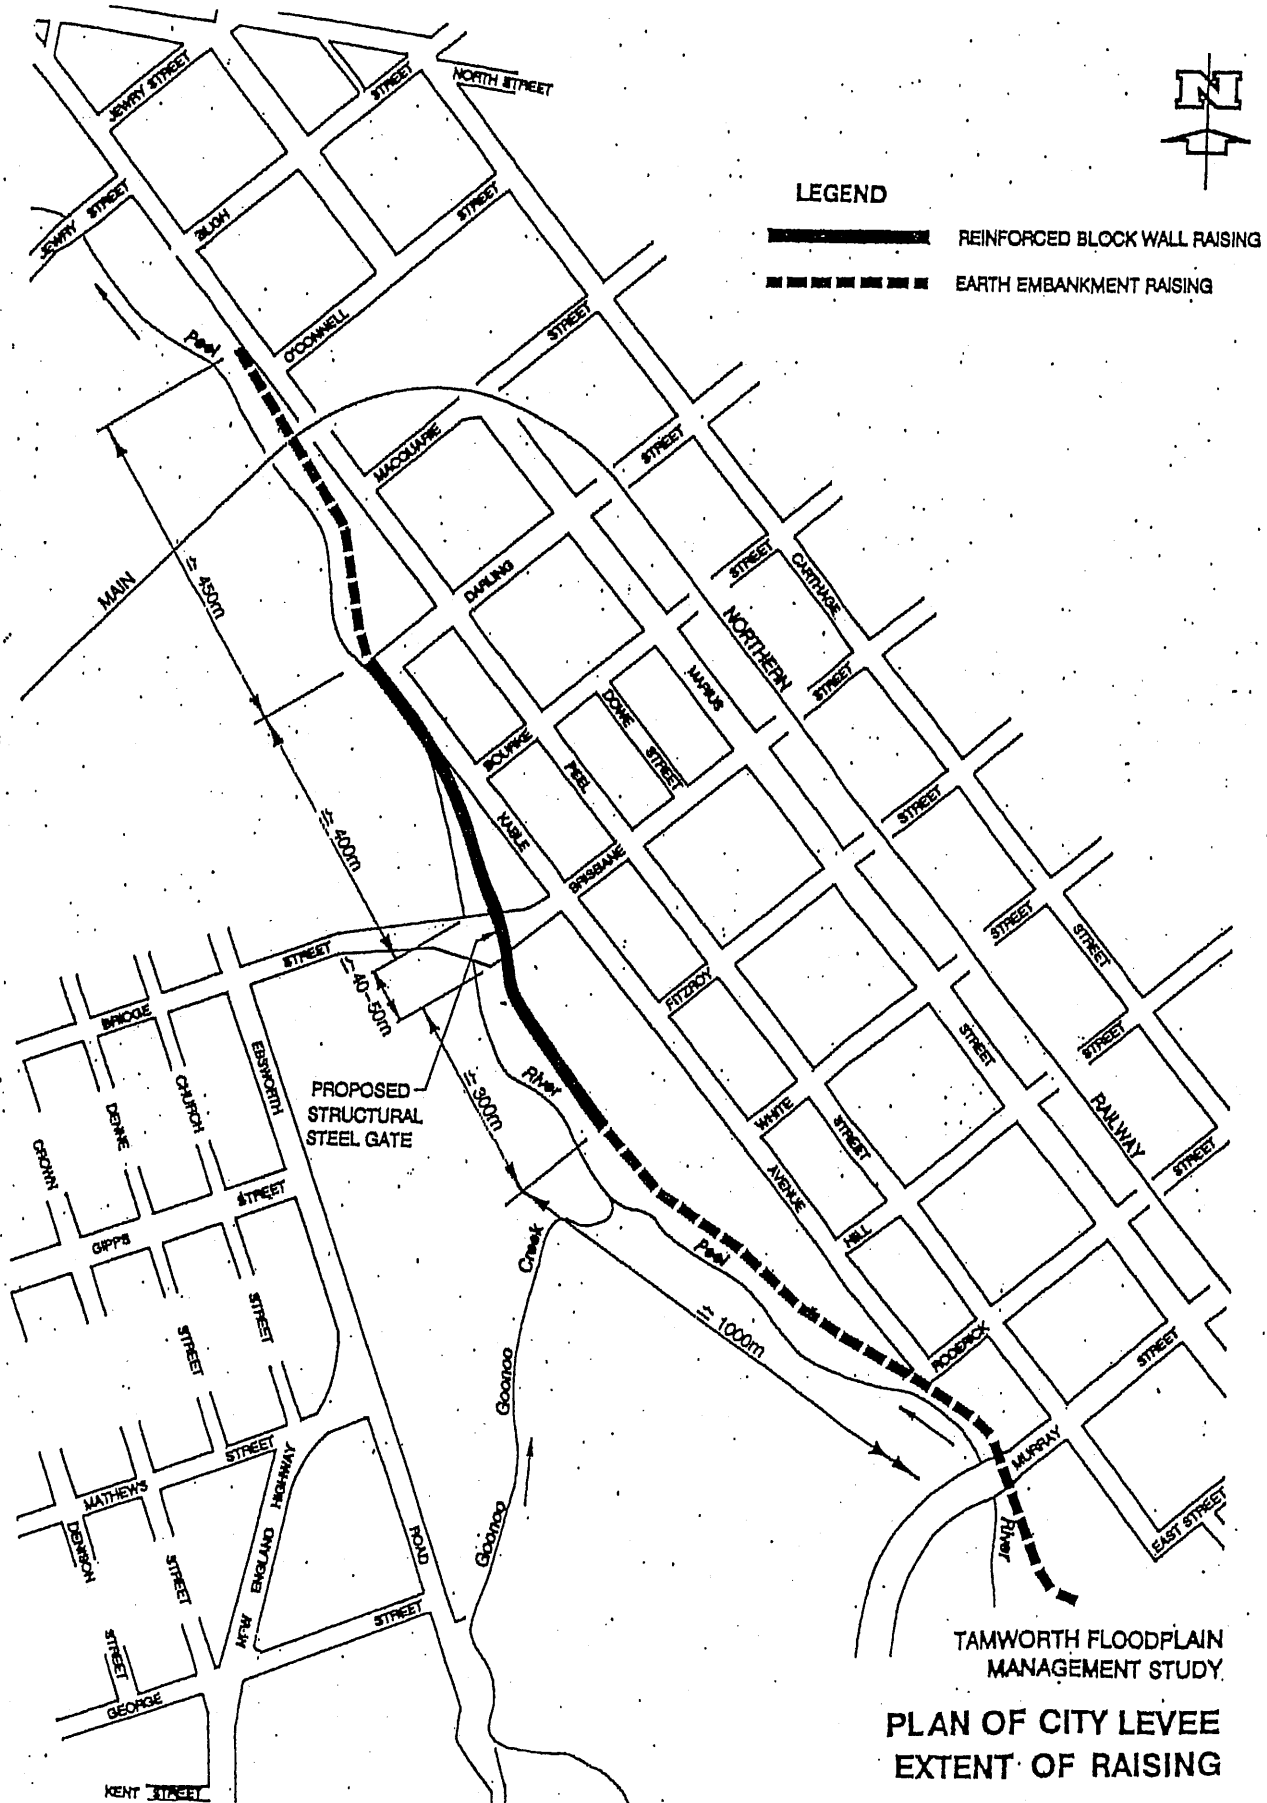 JEWRY STREET
STREET
NORTH STREET
N
LEGEND
REINFORCED BLOCK WALL RAISING
EARTH EMBANKMENT RAISING
JEWRY STREET
BLIGH
STREET
Peel
O'CONNELL
STREET
MACQUARIE
STREET
MAIN
± 450m
DARLING
STREET
CARTHAGE
NORTHERN
STREET
MARIUS
DOWE
STREET
BOURKE
PEEL
KABLE
± 400m
STREET
BRISBANE
STREET
STREET
STREET
± 40-50m
FITZROY
STREET
STREET
BRIDGE
EBSWORTH
CHURCH
DENNE
CROWN
PROPOSED
STRUCTURAL
STEEL GATE
± 300m
River
WHITE
STREET
AVENUE
RAILWAY
STREET
STREET
GIPPS
HILL
Creek
Peel
STREET
STREET
± 1000m
RODERICK
STREET
Goonoo
STREET
MATHEWS
NEW ENGLAND HIGHWAY
MURRAY
Goonoo
ROAD
River
EAST STREET
DENISON
STREET
STREET
STREET
GEORGE
KENT STREET
TAMWORTH FLOODPLAIN
MANAGEMENT STUDY
PLAN OF CITY LEVEE
EXTENT OF RAISING